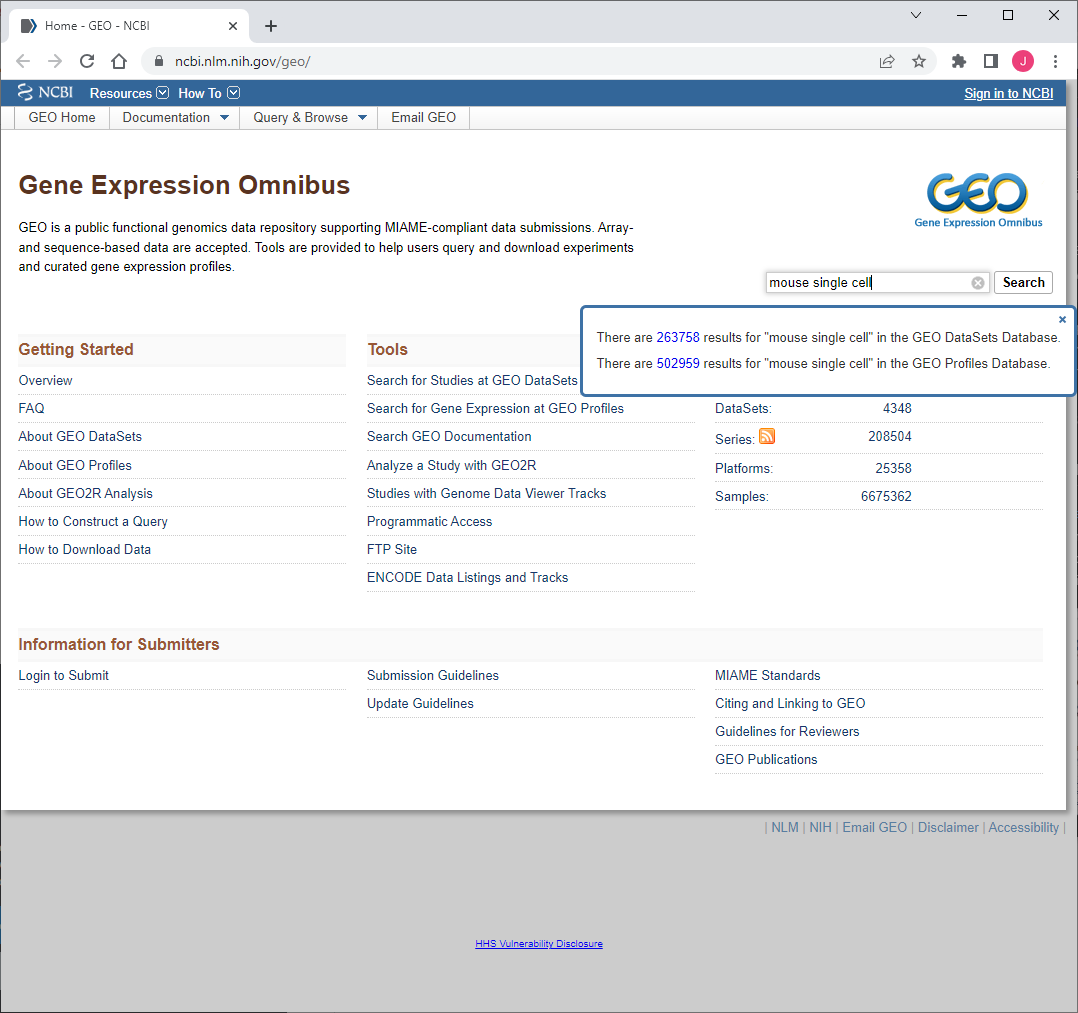 Home - GEO - NCBI
ncbi.nlm.nih.gov/geo/
J
NCBI Resources How To Sign in to NCBI
GEO Home Documentation Query & Browse Email GEO
Gene Expression Omnibus
GEO is a public functional genomics data repository supporting MIAME-compliant data submissions. Array-
and sequence-based data are accepted. Tools are provided to help users query and download experiments
and curated gene expression profiles.
GEO
Gene Expression Omnibus
mouse single cell Search
There are 263758 results for "mouse single cell" in the GEO DataSets Database.
There are 502959 results for "mouse single cell" in the GEO Profiles Database.
Getting Started
Overview
FAQ
About GEO DataSets
About GEO Profiles
About GEO2R Analysis
How to Construct a Query
How to Download Data
Tools
Search for Studies at GEO DataSets
Search for Gene Expression at GEO Profiles
Search GEO Documentation
Analyze a Study with GEO2R
Studies with Genome Data Viewer Tracks
Programmatic Access
FTP Site
ENCODE Data Listings and Tracks
DataSets: 4348
Series: 208504
Platforms: 25358
Samples: 6675362
Information for Submitters
Login to Submit
Submission Guidelines
Update Guidelines
MIAME Standards
Citing and Linking to GEO
Guidelines for Reviewers
GEO Publications
| NLM | NIH | Email GEO | Disclaimer | Accessibility |
HHS Vulnerability Disclosure